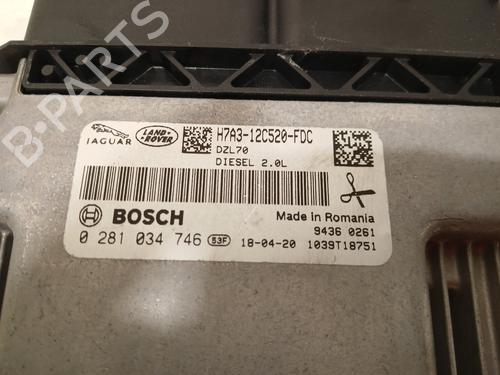 JAGUAR
LAND ROVER
H7A3-12C520-FDC
DZL70
DIESEL 2.0L
BOSCH
Made in Romania
9436 0261
0 281 034 746 53F 18-04-20 1039T18751
B-PARTS